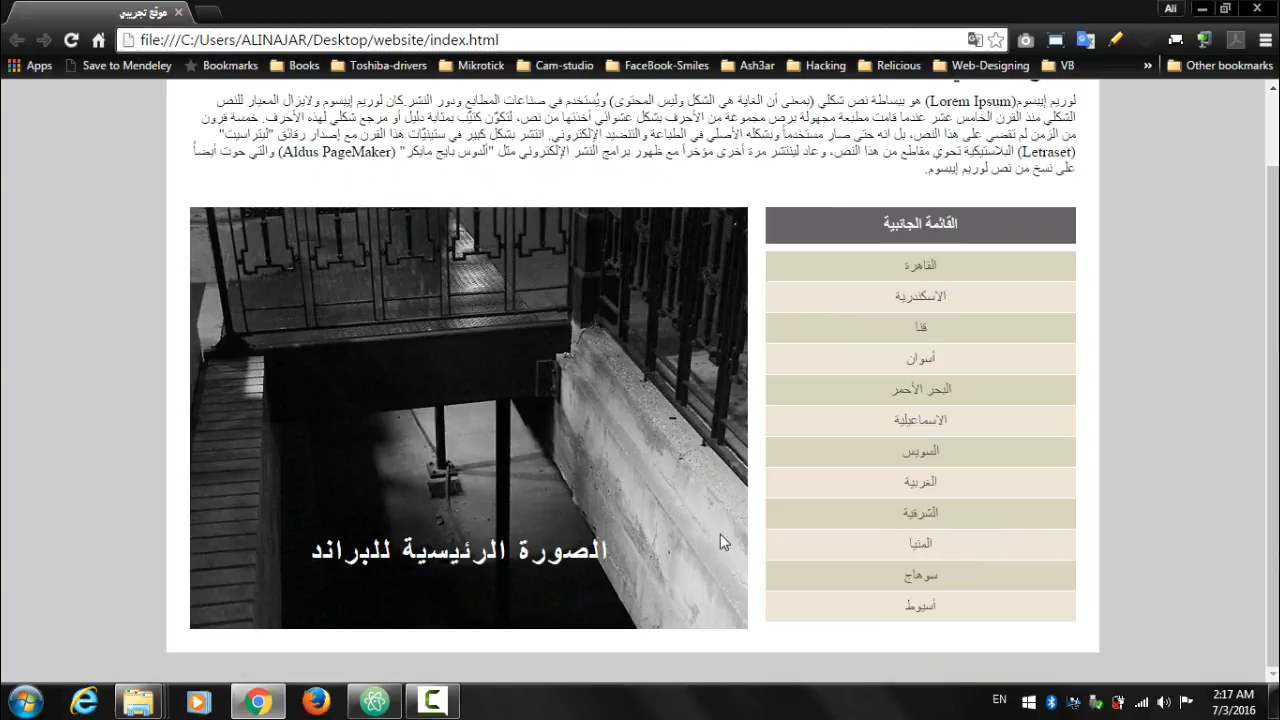 موقع تجريبي
Ali
file:///C:/Users/ALINAJAR/Desktop/website/index.html
Apps Save to Mendeley Bookmarks Books Toshiba-drivers Mikrotick Cam-studio FaceBook-Smiles Ash3ar Hacking Relicious Web-Designing VB » Other bookmarks
لوريم إيبسوم(Lorem Ipsum) هو ببساطة نص شكلي (بمعنى أن الغاية هي الشكل وليس المحتوى) ويُستخدم في صناعات المطابع ودور النشر.كان لوريم إيبسوم ولايزال المعيار للنص
الشكلي منذ القرن الخامس عشر عندما قامت مطبعة مجهولة برص مجموعة من الأحرف بشكل عشوائي أخذتها من نص، لتكوّن كتيّب بمثابة دليل أو مرجع شكلي لهذه الأحرف. خمسة قرون
من الزمن لم تقضي على هذا النص، بل انه حتى صار مستخدماً وبشكله الأصلي في الطباعة والتنضيد الإلكتروني. انتشر بشكل كبير في ستينيّات هذا القرن مع إصدار رقائق "ليتراسيت"
(Letraset) البلاستيكية تحوي مقاطع من هذا النص، وعاد لينتشر مرة أخرى مؤخراَ مع ظهور برامج النشر الإلكتروني مثل "ألدوس بايج مايكر" (Aldus PageMaker) والتي حوت أيضاً
على نسخ من نص لوريم إيبسوم.
القائمة الجانبية
القاهرة
الاسكندرية
قنا
أسوان
البحر الأحمر
الاسماعيلية
السويس
الغربية
الشرقية
المنيا
سوهاج
أسيوط
الصورة الرئيسية للبراند
EN
2:17 AM
7/3/2016